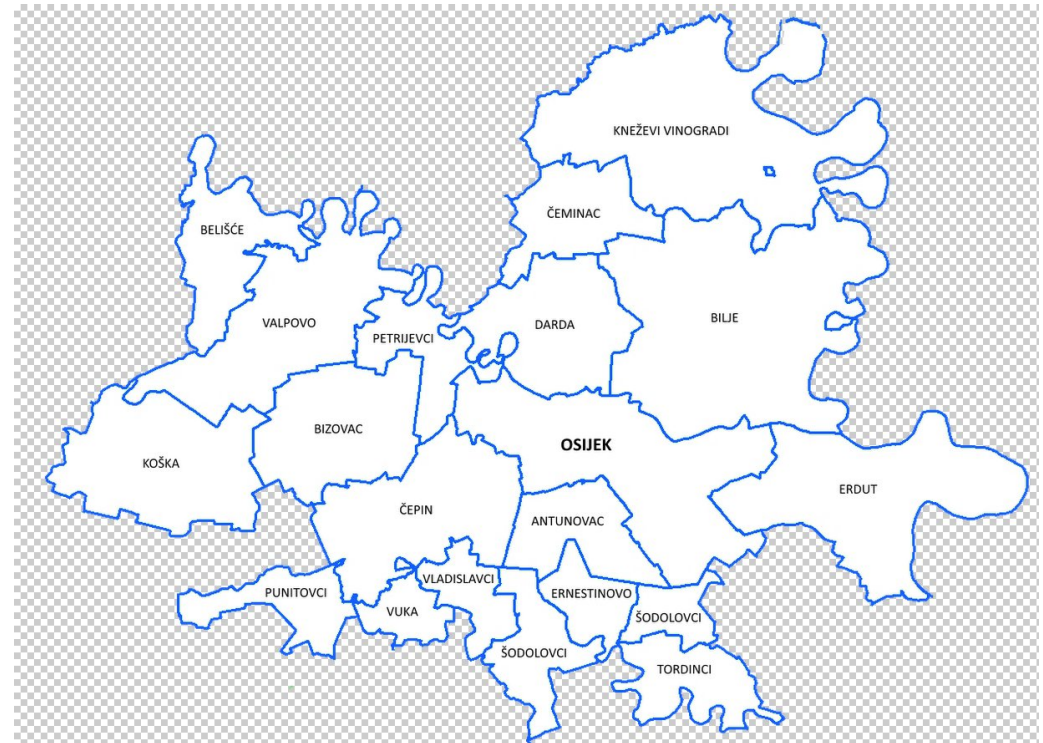 KNEŽEVI VINOGRADI
ČEMINAC
BELIŠĆE
BILJE
VALPOVO
DARDA
PETRIJEVCI
BIZOVAC
OSIJEK
KOŠKA
ERDUT
ČEPIN
ANTUNOVAC
VLADISLAVCI
PUNITOVCI
ERNESTINOVO
VUKA
ŠODOLOVCI
ŠODOLOVCI
TORDINCI